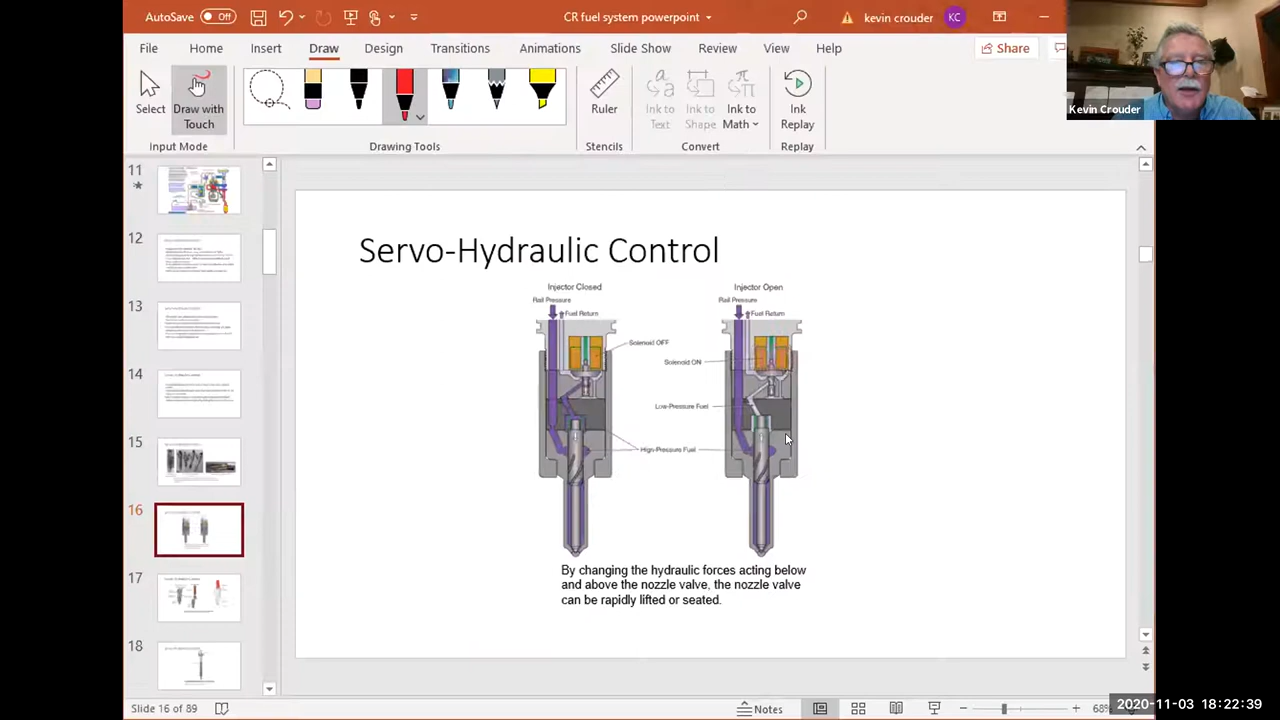 AutoSave Off
CR fuel system powerpoint
kevin crouder KC
File Home Insert Draw Design Transitions Animations Slide Show Review View Help Share
Select
Draw with
Touch
Ruler
Ink to
Text
Ink to
Shape
Ink to
Math
Ink
Replay
Input Mode
Drawing Tools
Stencils
Convert
Replay
Kevin Crouder
11
12
13
14
15
16
17
18
Servo-Hydraulic Control
Injector Closed
Injector Open
Rail Pressure
Rail Pressure
Fuel Return
Fuel Return
Solenoid OFF
Solenoid ON
Low-Pressure Fuel
High-Pressure Fuel
By changing the hydraulic forces acting below
and above the nozzle valve, the nozzle valve
can be rapidly lifted or seated.
Slide 16 of 89
Notes
68%
2020-11-03 18:22:39